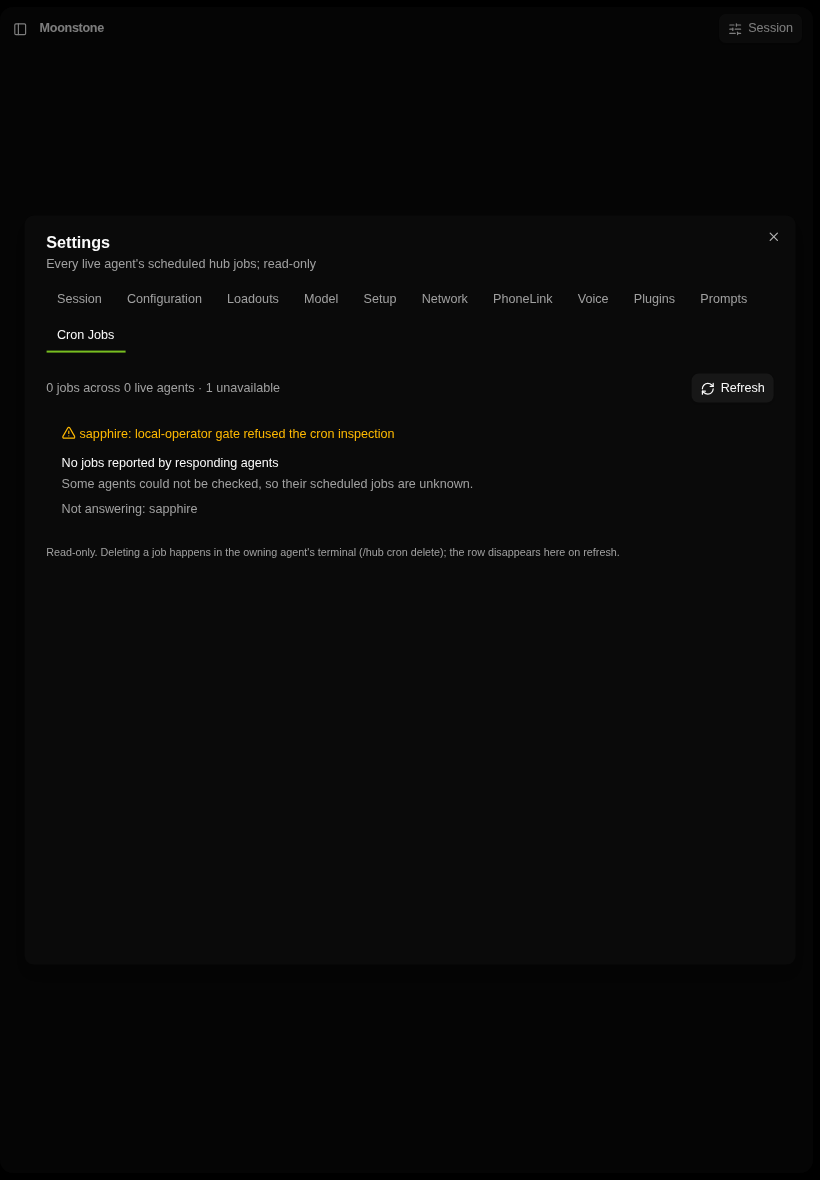 Moonstone
Session
Settings
Every live agent's scheduled hub jobs; read-only
Session Configuration Loadouts Model Setup Network PhoneLink Voice Plugins Prompts
Cron Jobs
0 jobs across 0 live agents · 1 unavailable
Refresh
sapphire: local-operator gate refused the cron inspection
No jobs reported by responding agents
Some agents could not be checked, so their scheduled jobs are unknown.
Not answering: sapphire
Read-only. Deleting a job happens in the owning agent's terminal (/hub cron delete); the row disappears here on refresh.